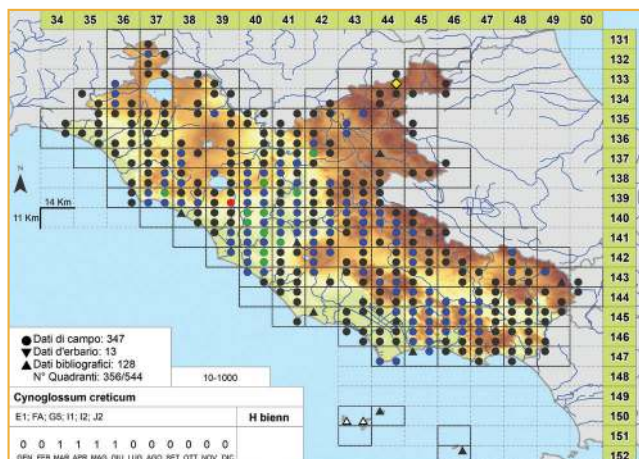 34 35 36 37 38 39 40 41 42 43 44 45 46 47 48 49 50
131
132
133
134
135
136
137
138
139
140
141
142
143
144
145
146
147
148
149
150
151
152
N
14 Km
11 Km
Dati di campo: 347
Dati d'erbario: 13
Dati bibliografici: 128
N° Quadranti: 356/544
10-1000
Cynoglossum creticum
E1; FA; G5; I1; I2; J2
H bienn
0 0 1 1 1 1 0 0 0 0 0 0
GEN FEB MAR APR MAG GIU LUG AGO SET OTT NOV DIC